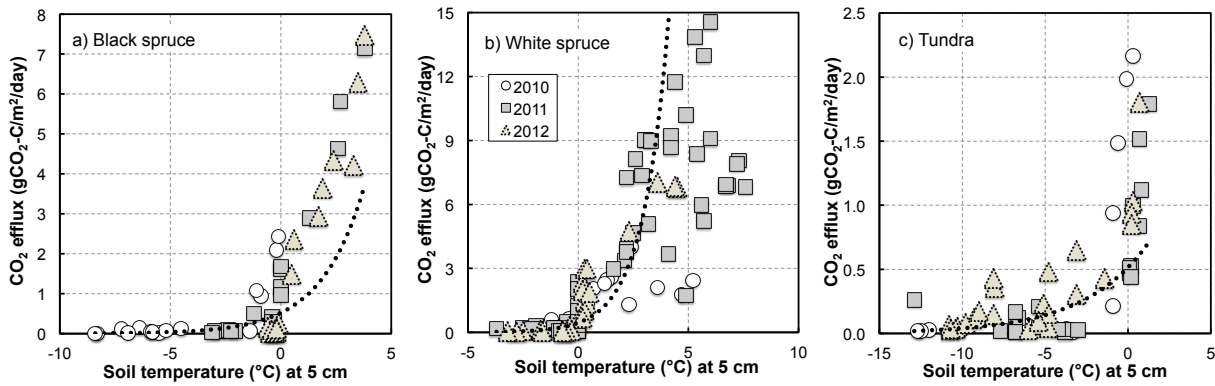 a) Black spruce
CO2 efflux (gCO2-C/m2/day)
8
7
6
5
4
3
2
1
0
-10 -5 0 5
Soil temperature (°C) at 5 cm
b) White spruce
2010
2011
2012
CO2 efflux (gCO2-C/m2/day)
15
12
9
6
3
0
-5 0 5 10
Soil temperature (°C) at 5 cm
c) Tundra
CO2 efflux (gCO2-C/m2/day)
2.5
2.0
1.5
1.0
0.5
0.0
-15 -10 -5 0 5
Soil temperature (°C) at 5 cm